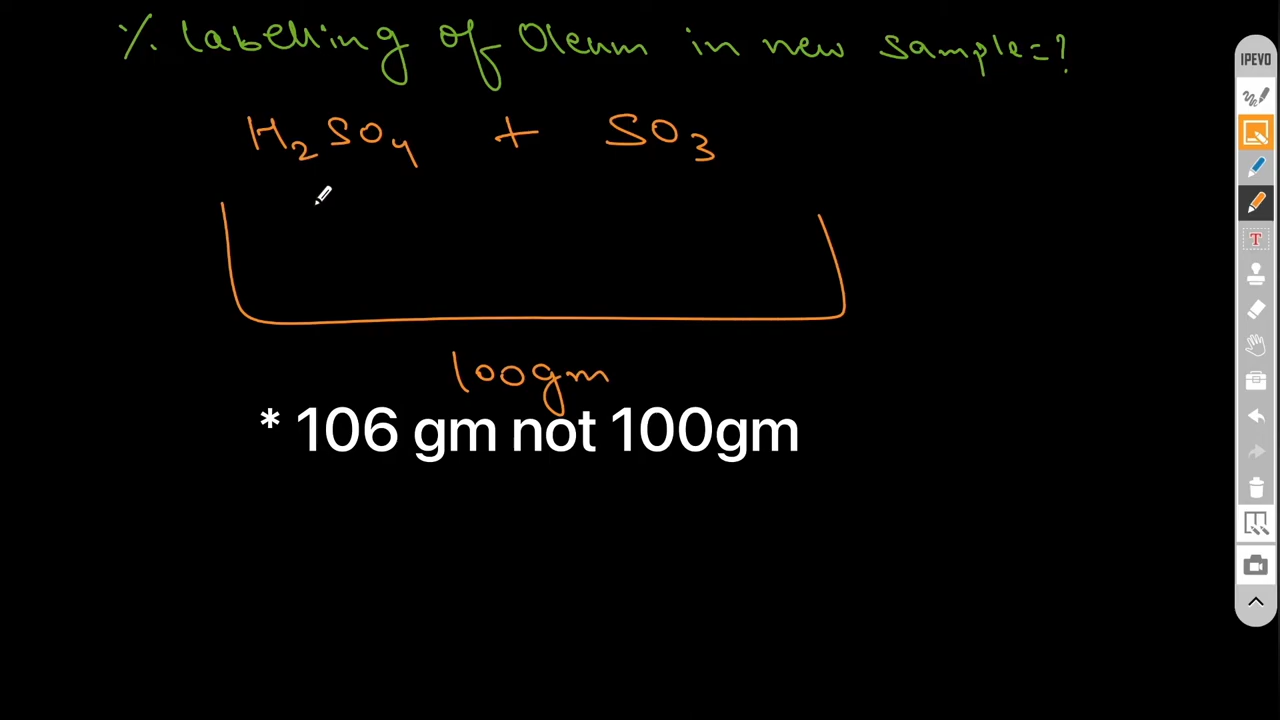 % Labelling of Oleum in new sample=?
H₂SO₄ + SO₃
100gm
* 106 gm not 100gm
IPEVO
T